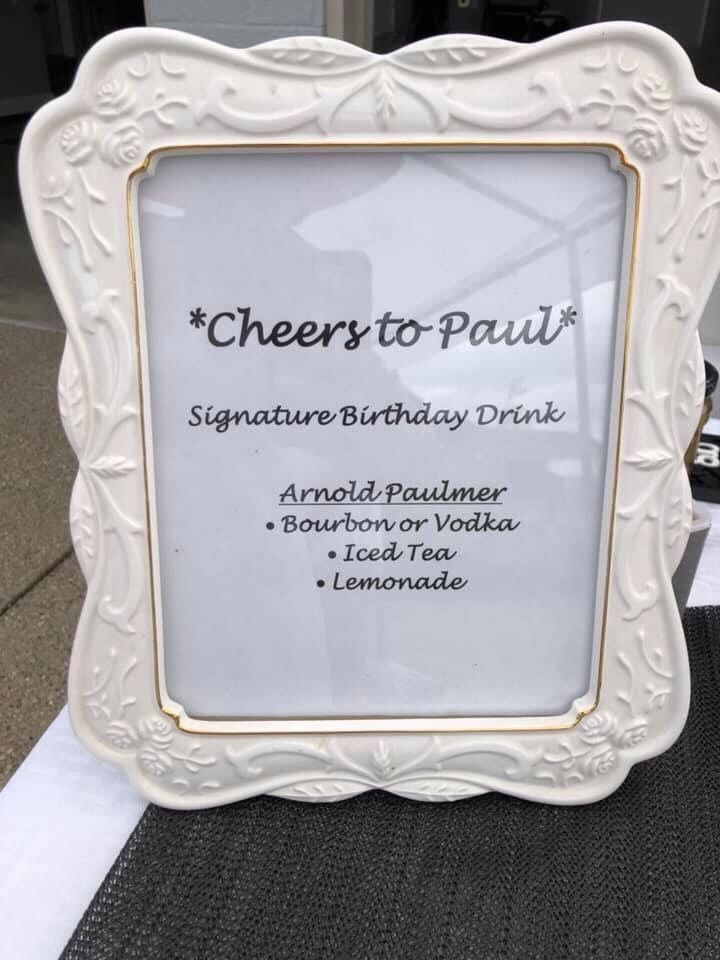 *Cheers to Paul*
Signature Birthday Drink
Arnold Paulmer
• Bourbon or Vodka
• Iced Tea
• Lemonade